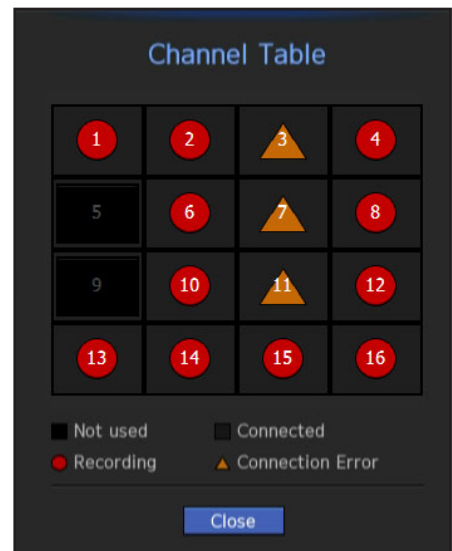 Channel Table
1 2 3 4
5 6 7 8
9 10 11 12
13 14 15 16
Not used Connected
Recording Connection Error
Close